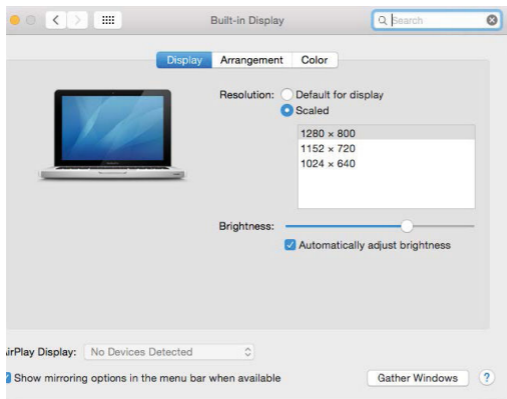 Built-in Display
Search
Display Arrangement Color
Resolution: Default for display
Scaled
1280 × 800
1152 × 720
1024 × 640
Brightness:
Automatically adjust brightness
irPlay Display: No Devices Detected
Show mirroring options in the menu bar when available
Gather Windows ?